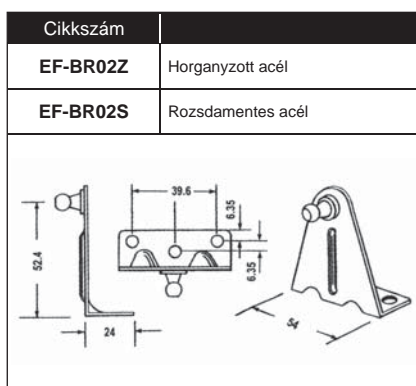 Cikkszám
EF-BR02Z Horganyzott acél
EF-BR02S Rozsdamentes acél
39.6
6.35
52.4
6.35
24
54